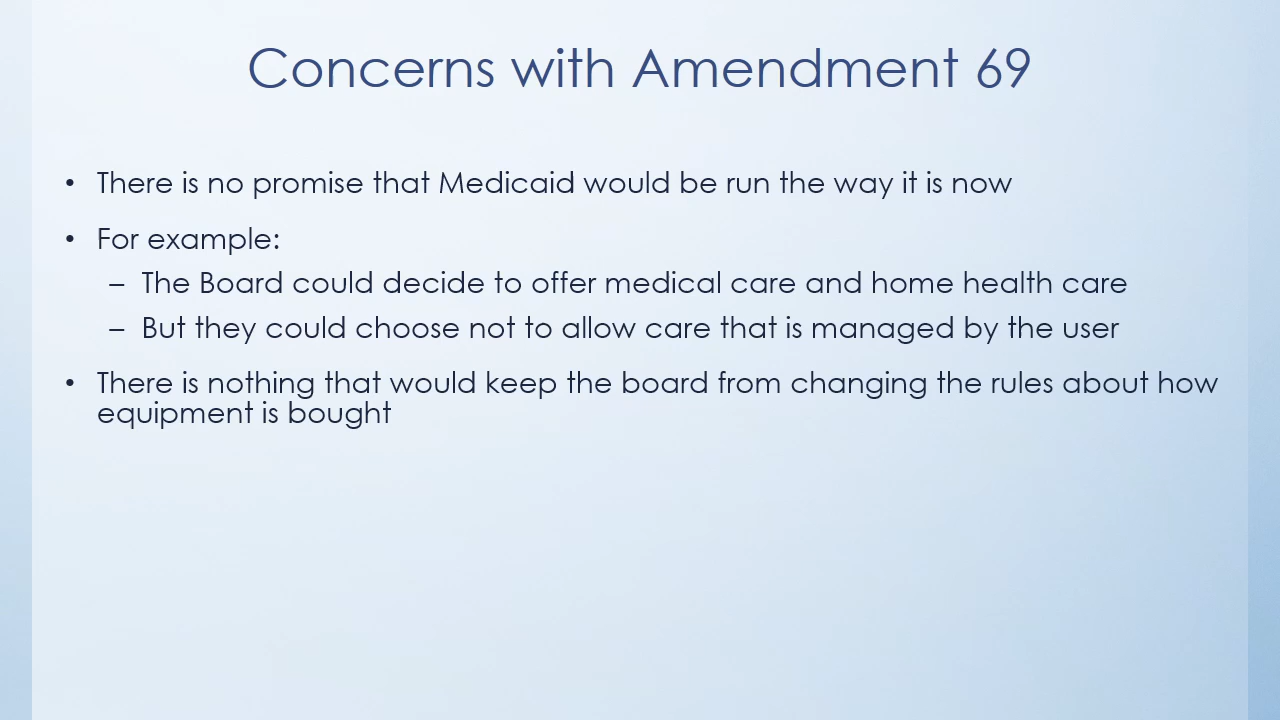 Concerns with Amendment 69
• There is no promise that Medicaid would be run the way it is now
• For example:
– The Board could decide to offer medical care and home health care
– But they could choose not to allow care that is managed by the user
• There is nothing that would keep the board from changing the rules about how
equipment is bought